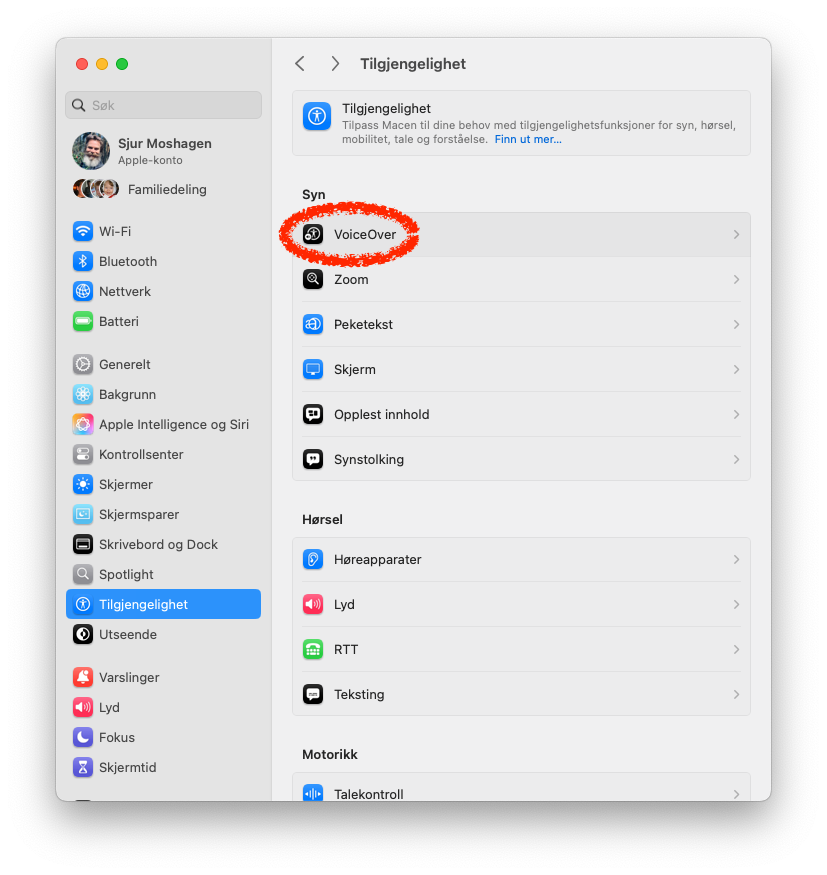 Tilgjengelighet
Søk
Tilgjengelighet
Tilpass Macen til dine behov med tilgjengelighetsfunksjoner for syn, hørsel,
mobilitet, tale og forståelse. Finn ut mer...
Sjur Moshagen
Apple-konto
Familiedeling
Wi-Fi
Bluetooth
Nettverk
Batteri
Generelt
Bakgrunn
Apple Intelligence og Siri
Kontrollsenter
Skjermer
Skjermsparer
Skrivebord og Dock
Spotlight
Tilgjengelighet
Utseende
Varslinger
Lyd
Fokus
Skjermtid
Syn
VoiceOver
Zoom
Peketekst
Skjerm
Opplest innhold
Synstolking
Hørsel
Høreapparater
Lyd
RTT
Teksting
Motorikk
Talekontroll